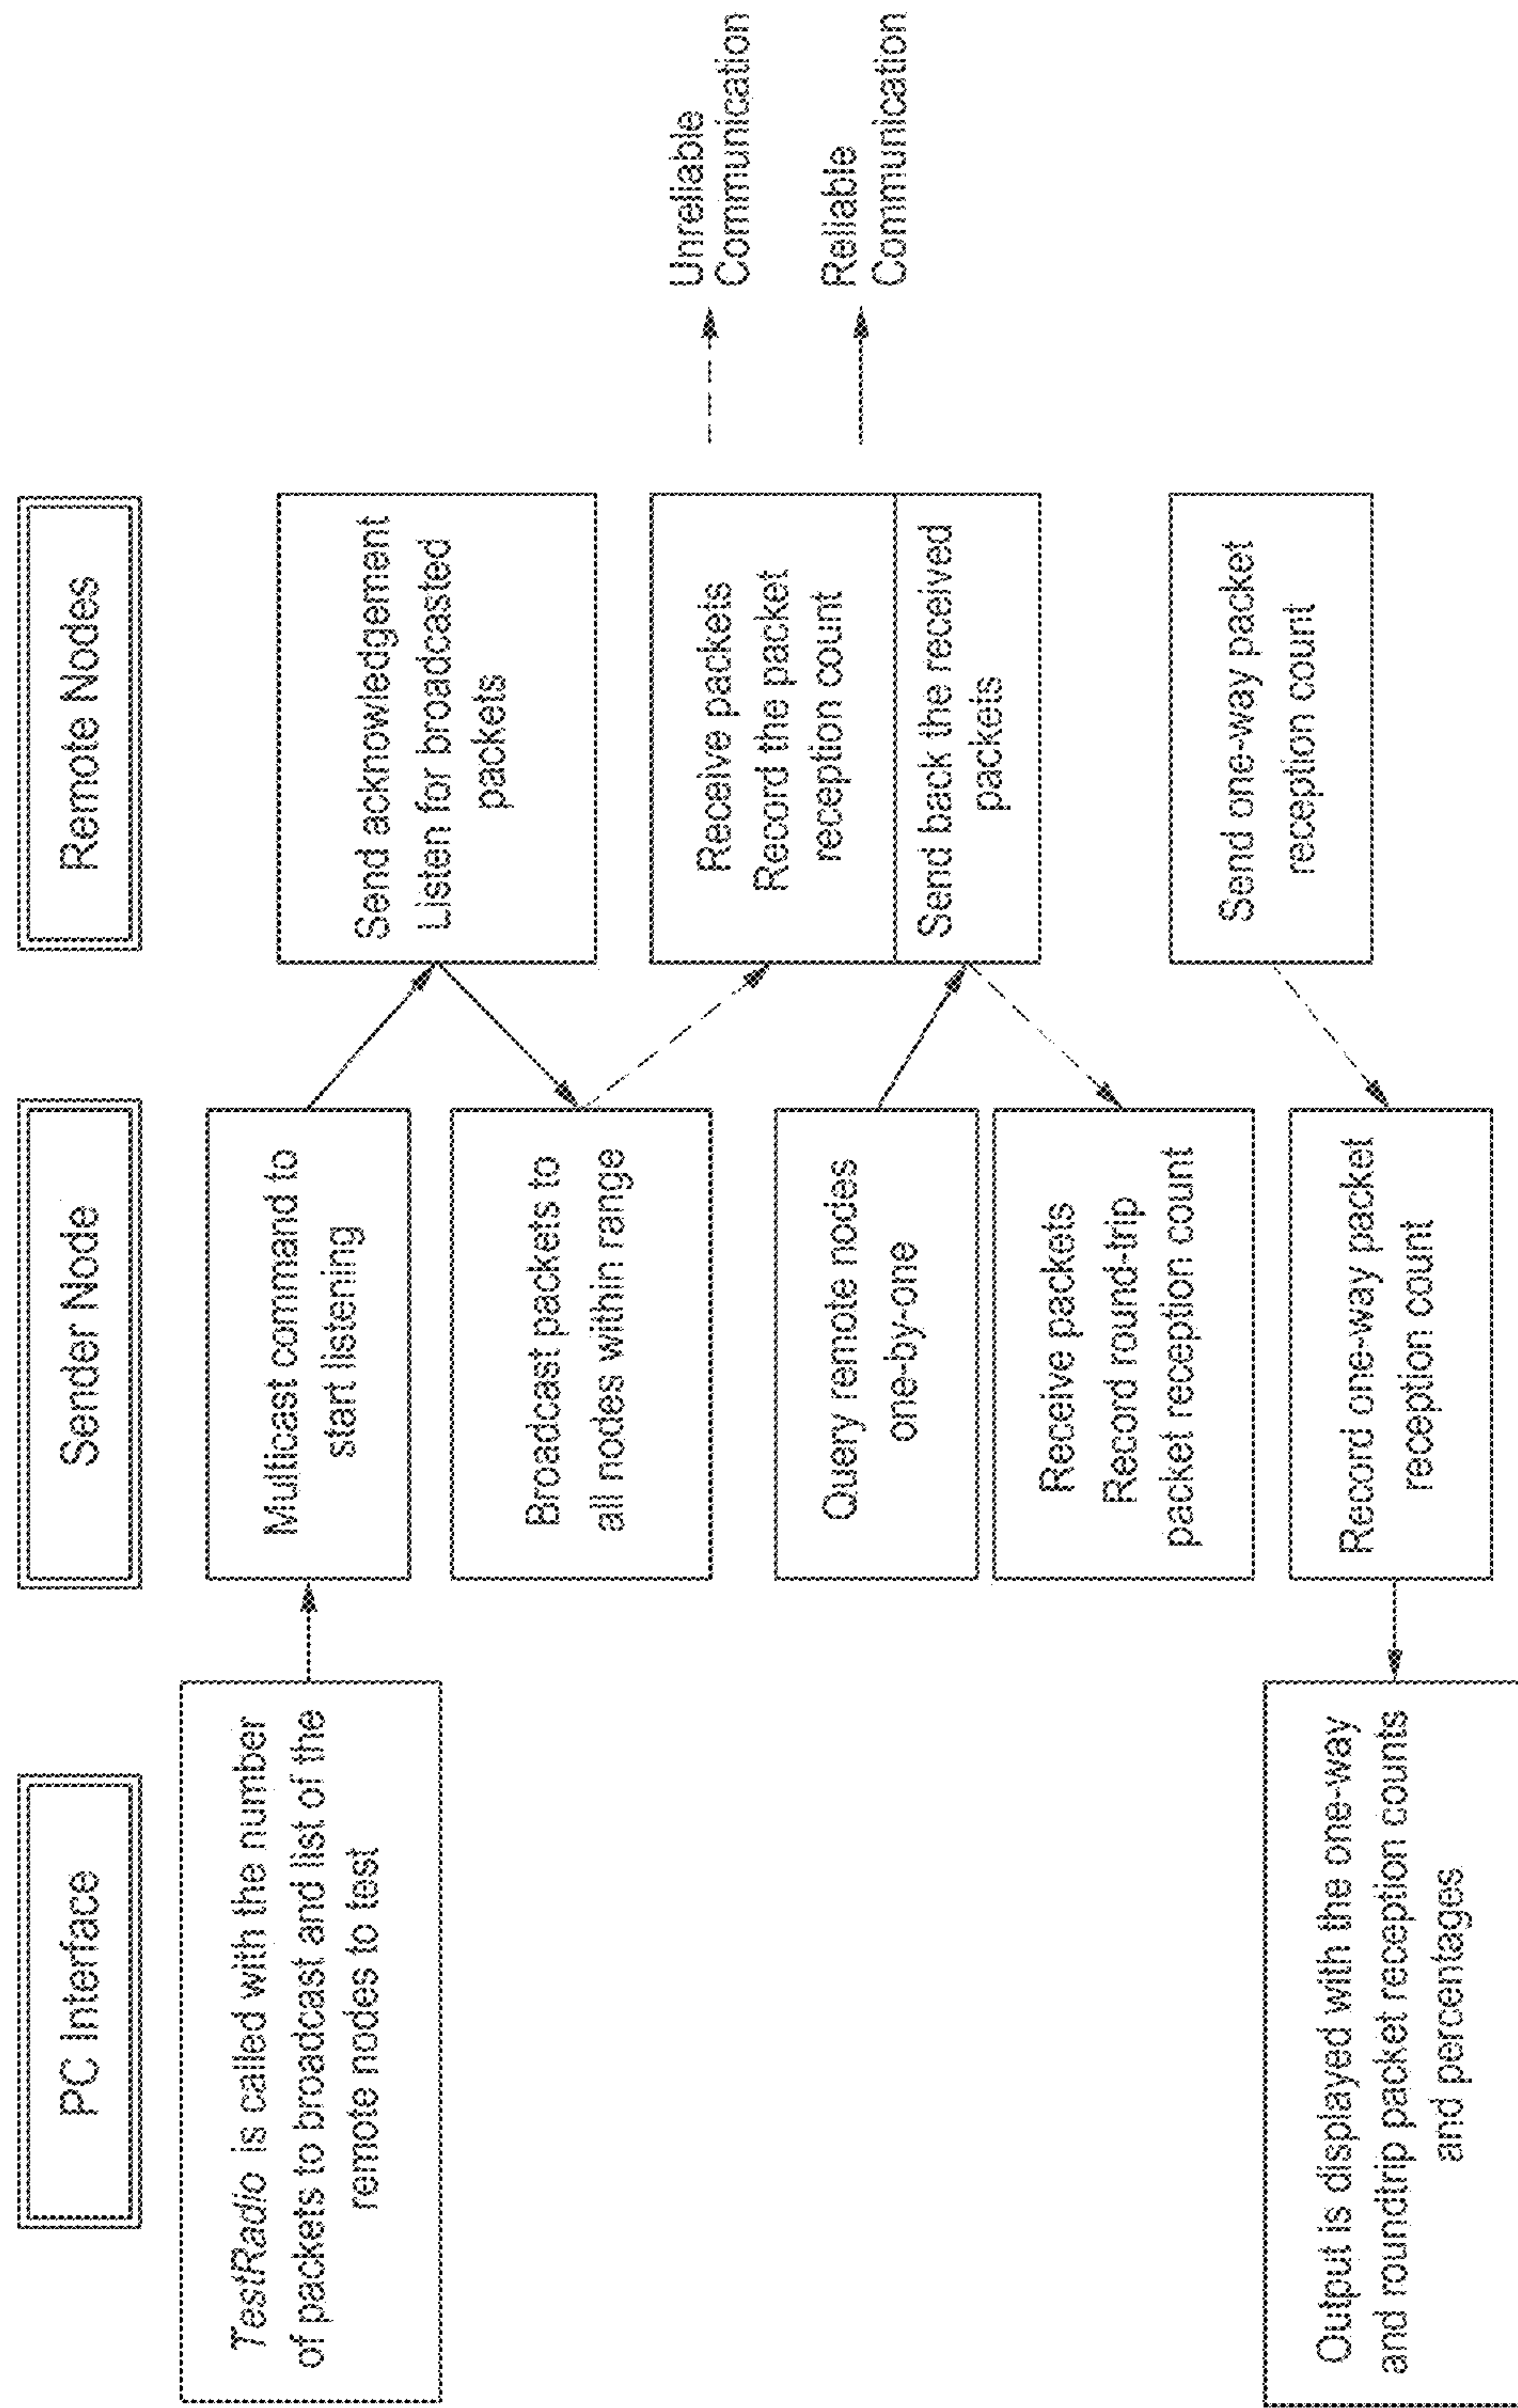 PC Interface
Sender Node
Remote Nodes
TestRadio is called with the number
of packets to broadcast and list of the
remote nodes to test
Multicast command to
start listening
Send acknowledgement
Listen for broadcasted
packets
Broadcast packets to
all nodes within range
Receive packets
Record the packet
reception count
Query remote nodes
one-by-one
Send back the received
packets
Receive packets
Record round-trip
packet reception count
Send one-way packet
reception count
Record one-way packet
reception count
Output is displayed with the one-way
and roundtrip packet reception counts
and percentages
Unreliable
Communication
Reliable
Communication